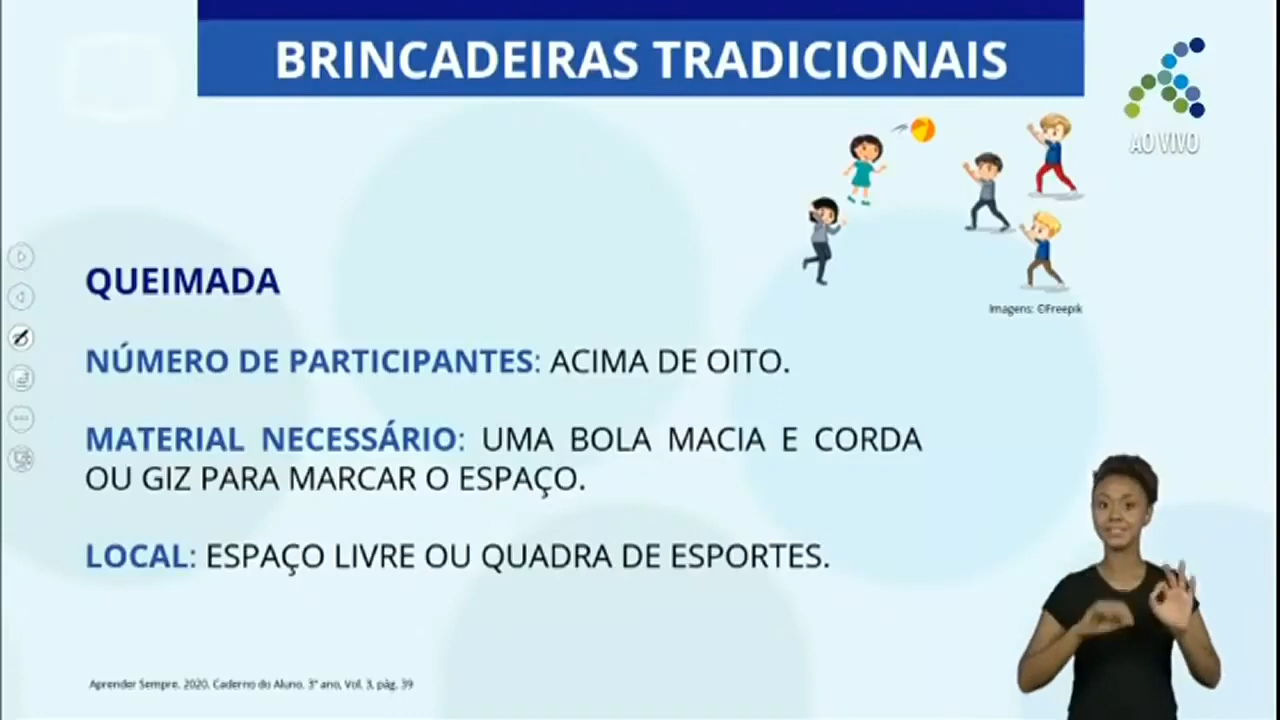 BRINCADEIRAS TRADICIONAIS
AO VIVO
Imagens: ©Freepik
QUEIMADA
NÚMERO DE PARTICIPANTES: ACIMA DE OITO.
MATERIAL NECESSÁRIO: UMA BOLA MACIA E CORDA
OU GIZ PARA MARCAR O ESPAÇO.
LOCAL: ESPAÇO LIVRE OU QUADRA DE ESPORTES.
Aprender Sempre, 2020, Caderno do Aluno, 3° ano, Vol. 3, pág. 39